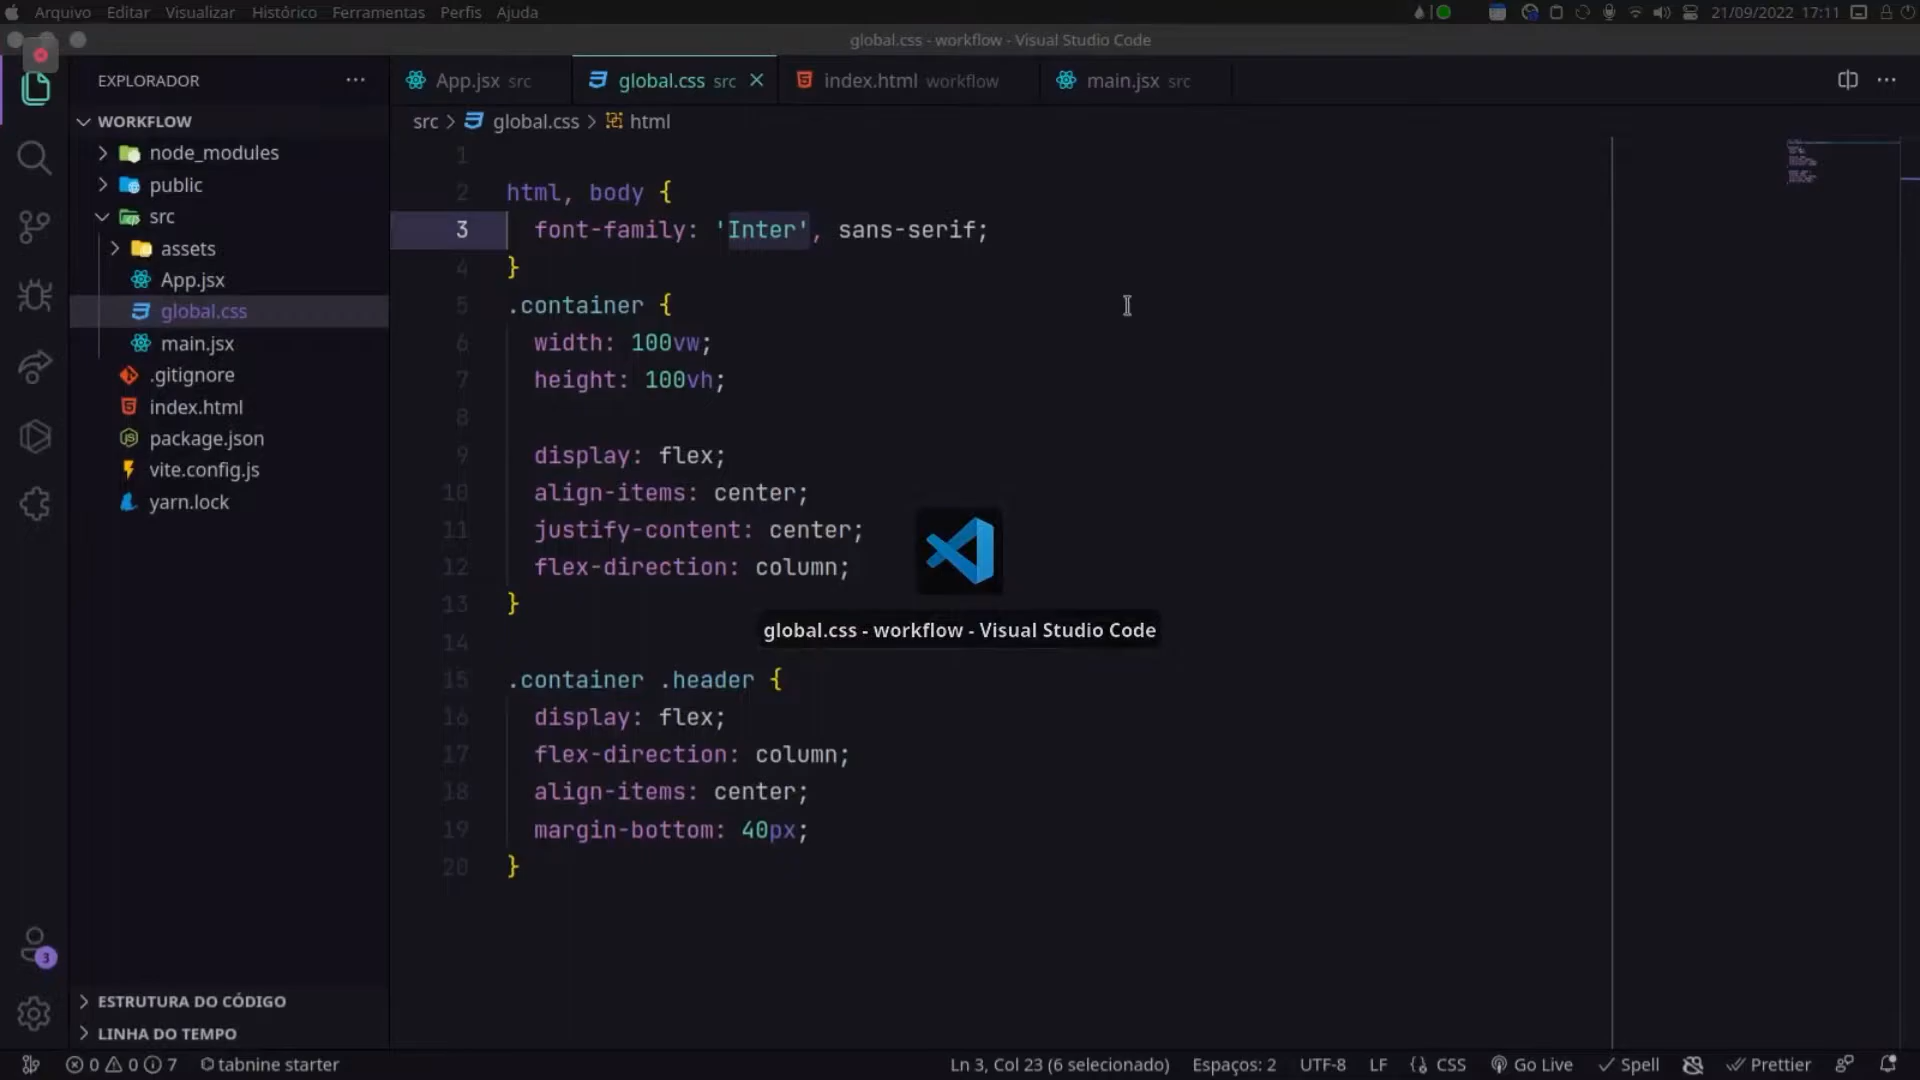 Arquivo Editar Visualizar Histórico Ferramentas Perfis Ajuda
21/09/2022 17:11
global.css - workflow - Visual Studio Code
EXPLORADOR ···
App.jsx src
global.css src
index.html workflow
main.jsx src
WORKFLOW
node_modules
public
src
assets
App.jsx
global.css
main.jsx
.gitignore
index.html
package.json
vite.config.js
yarn.lock
ESTRUTURA DO CÓDIGO
LINHA DO TEMPO
src > global.css > html
1
2 html, body {
3 font-family: 'Inter', sans-serif;
4 }
5 .container {
6 width: 100vw;
7 height: 100vh;
8
9 display: flex;
10 align-items: center;
11 justify-content: center;
12 flex-direction: column;
13 }
14
15 .container .header {
16 display: flex;
17 flex-direction: column;
18 align-items: center;
19 margin-bottom: 40px;
20 }
global.css - workflow - Visual Studio Code
3
0 0 7 tabnine starter
Ln 3, Col 23 (6 selecionado) Espaços: 2 UTF-8 LF {} CSS Go Live Spell Prettier